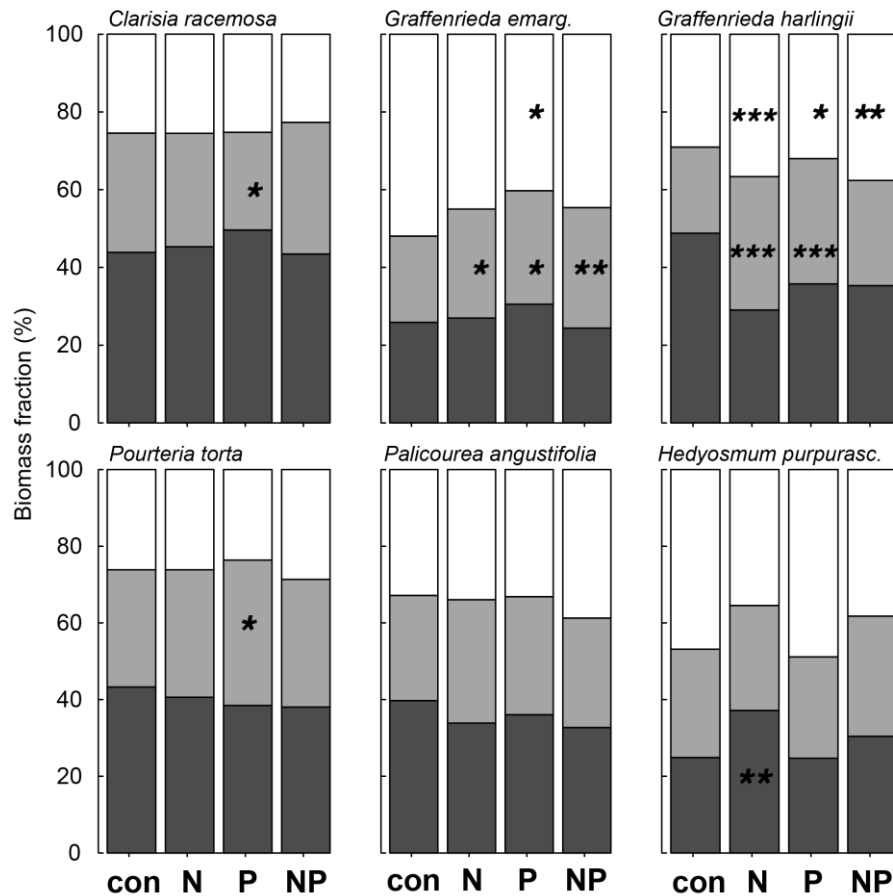 Clarisia racemosa
Graffenrieda emarg.
Graffenrieda harlingii
100
80
60
40
20
0
*
*
*
*
**
***
*
**
***
***
Biomass fraction (%)
Pourteria torta
Palicourea angustifolia
Hedyosmum purpurasc.
100
80
60
40
20
0
*
**
con N P NP
con N P NP
con N P NP